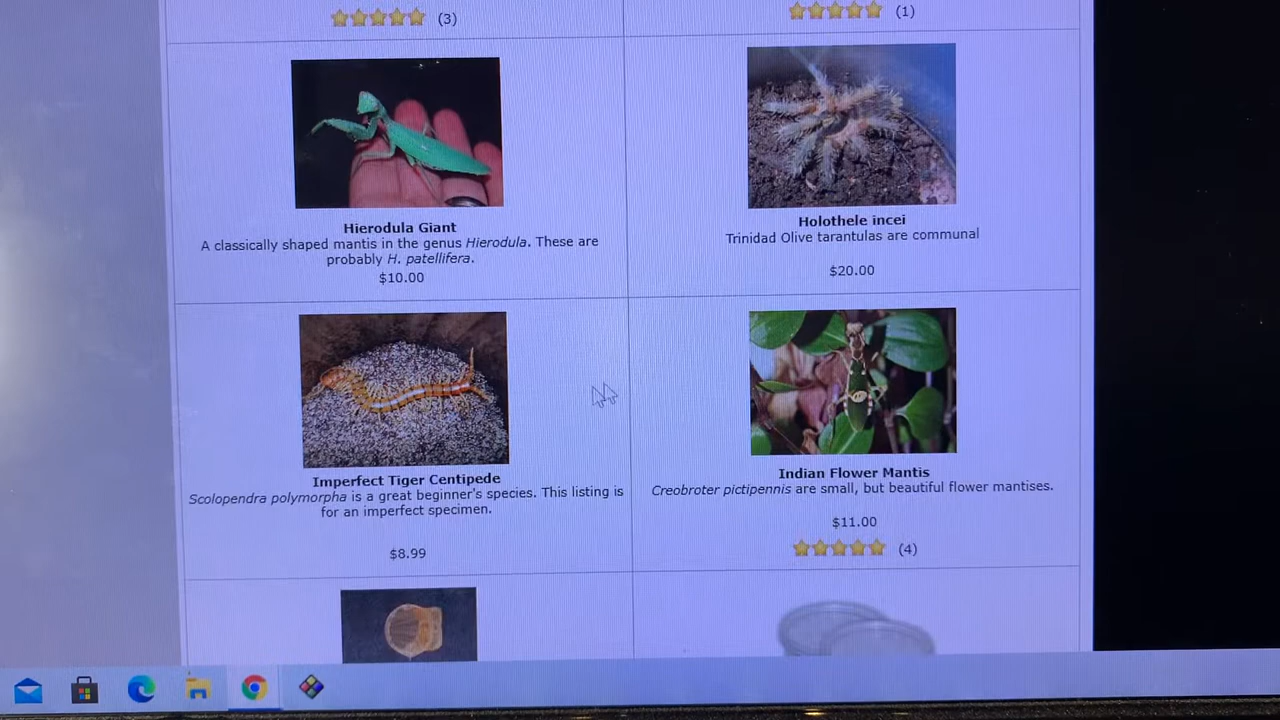 (3)
(1)
Hierodula Giant
A classically shaped mantis in the genus Hierodula. These are
probably H. patellifera.
$10.00
Holothele incei
Trinidad Olive tarantulas are communal
$20.00
Imperfect Tiger Centipede
Scolopendra polymorpha is a great beginner's species. This listing is
for an imperfect specimen.
$8.99
Indian Flower Mantis
Creobroter pictipennis are small, but beautiful flower mantises.
$11.00
(4)